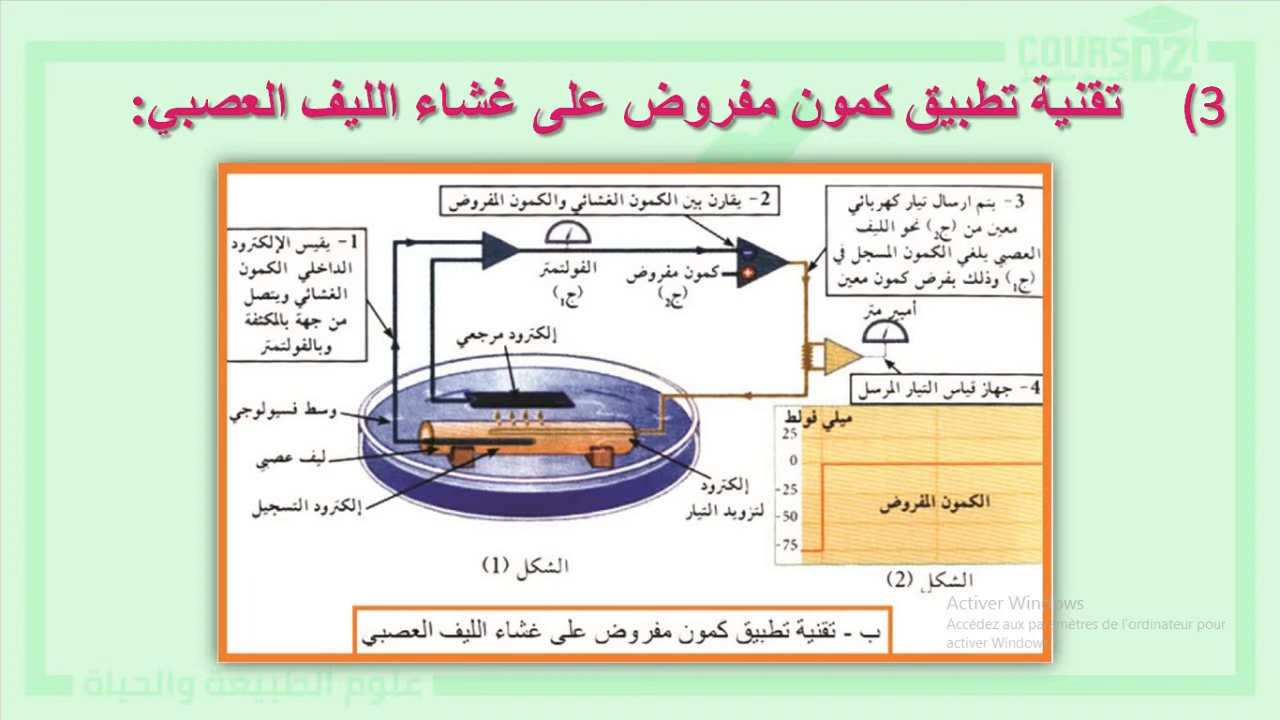 COURSDZ
3) تقنية تطبيق كمون مفروض على غشاء الليف العصبي:
3- يتم ارسال تيار كهربائي
معين من (ج2) نحو الليف
العصبي يلغي الكمون المسجل في
(ج1) وذلك بفرض كمون معين
2- يقارن بين الكمون الغشائي والكمون المفروض
1- يقيس الإلكترود
الداخلي الكمون
الغشائي ويتصل
من جهة بالمكثفة
وبالفولتمتر
الفولتمتر
(ج1)
كمون مفروض
(ج2)
أمبير متر
4- جهاز قياس التيار المرسل
إلكترود مرجعي
وسط فسيولوجي
ليف عصبي
إلكترود التسجيل
إلكترود
لتزويد التيار
الشكل (1)
ميلي فولط
25
0
-25
-50
-75
الكمون المفروض
الشكل (2)
ب - تقنية تطبيق كمون مفروض على غشاء الليف العصبي
Activer Windows
Accédez aux paramètres de l'ordinateur pour
activer Windows
علوم الطبيعة والحياة